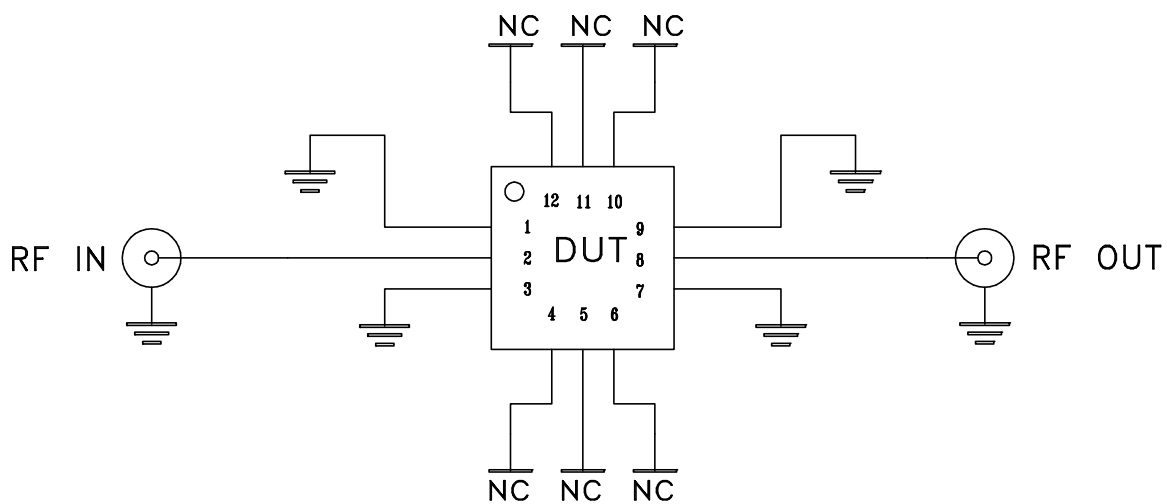 NC NC NC
12 11 10
1 9
DUT
RF IN 2 8 RF OUT
3 7
4 5 6
NC NC NC